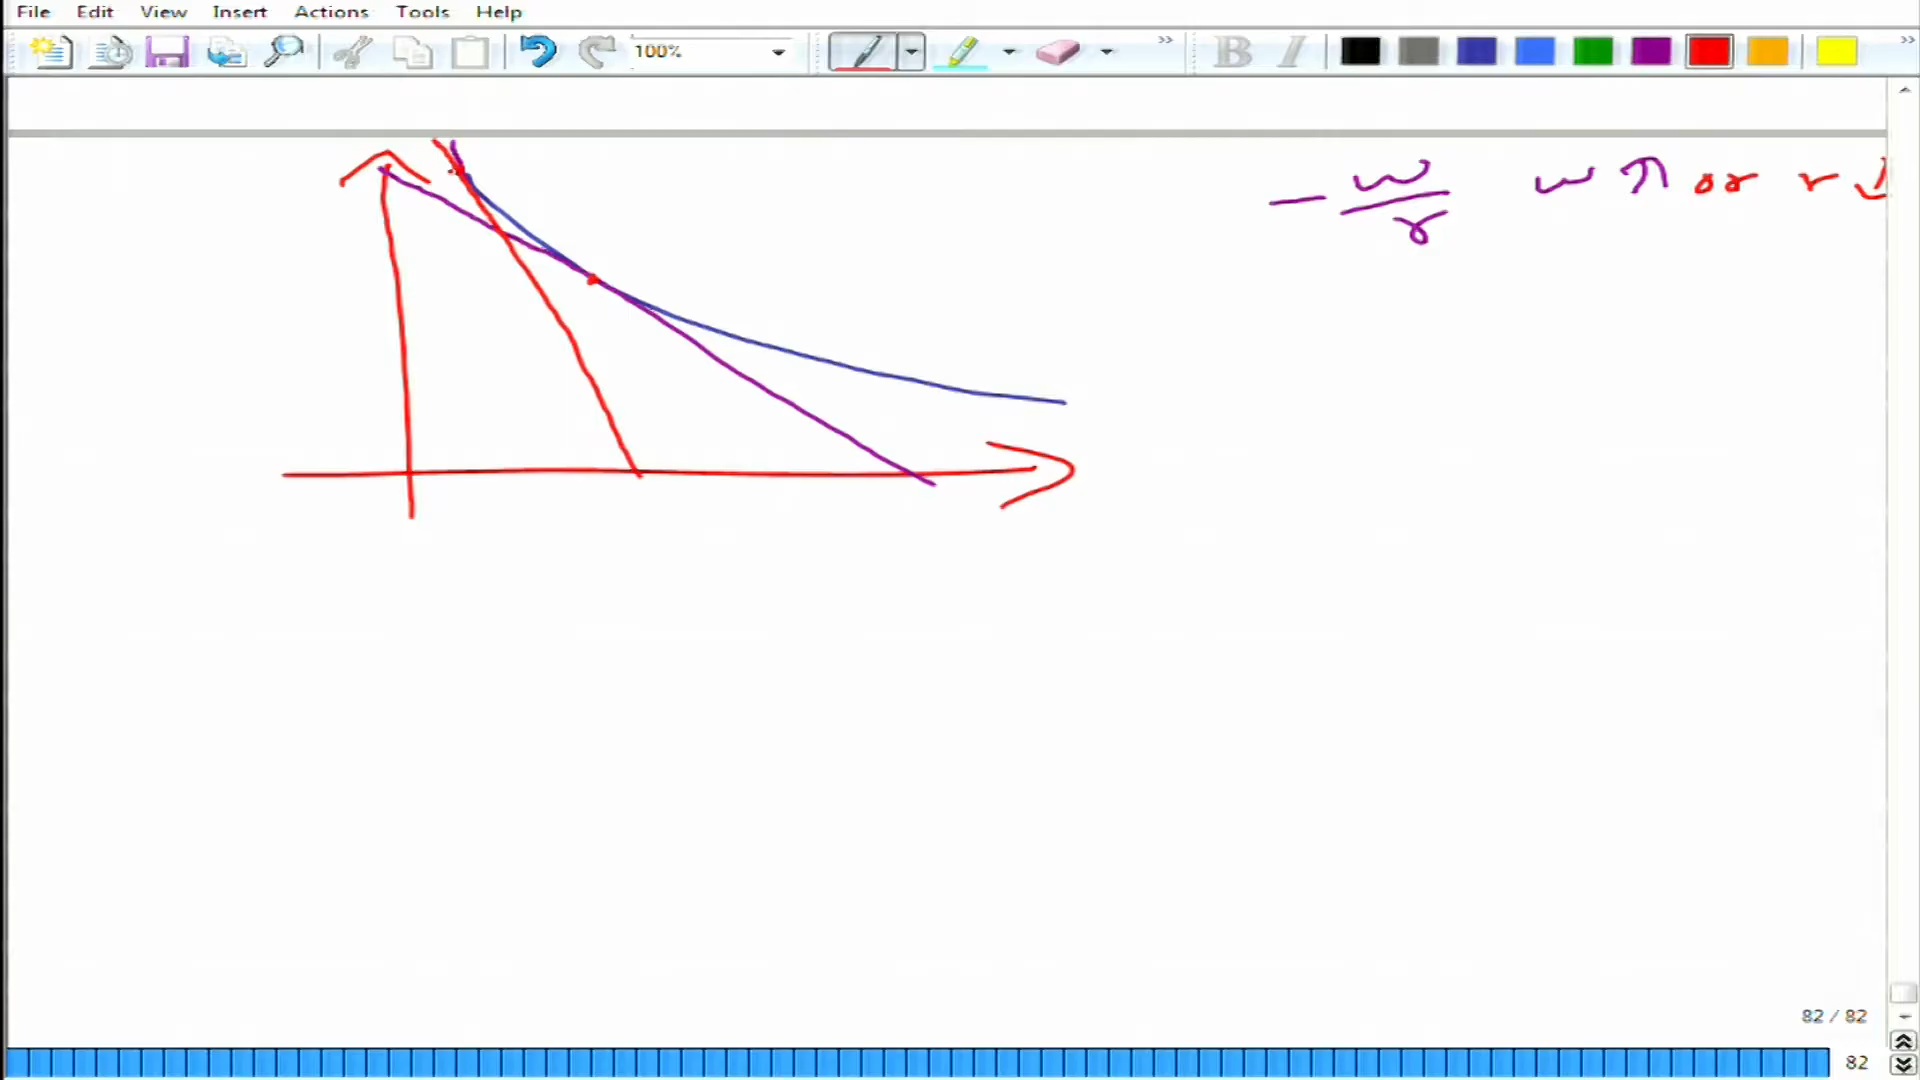 File Edit View Insert Actions Tools Help
100%
B I
- w/r w ↑ or r ↓
82 / 82
82